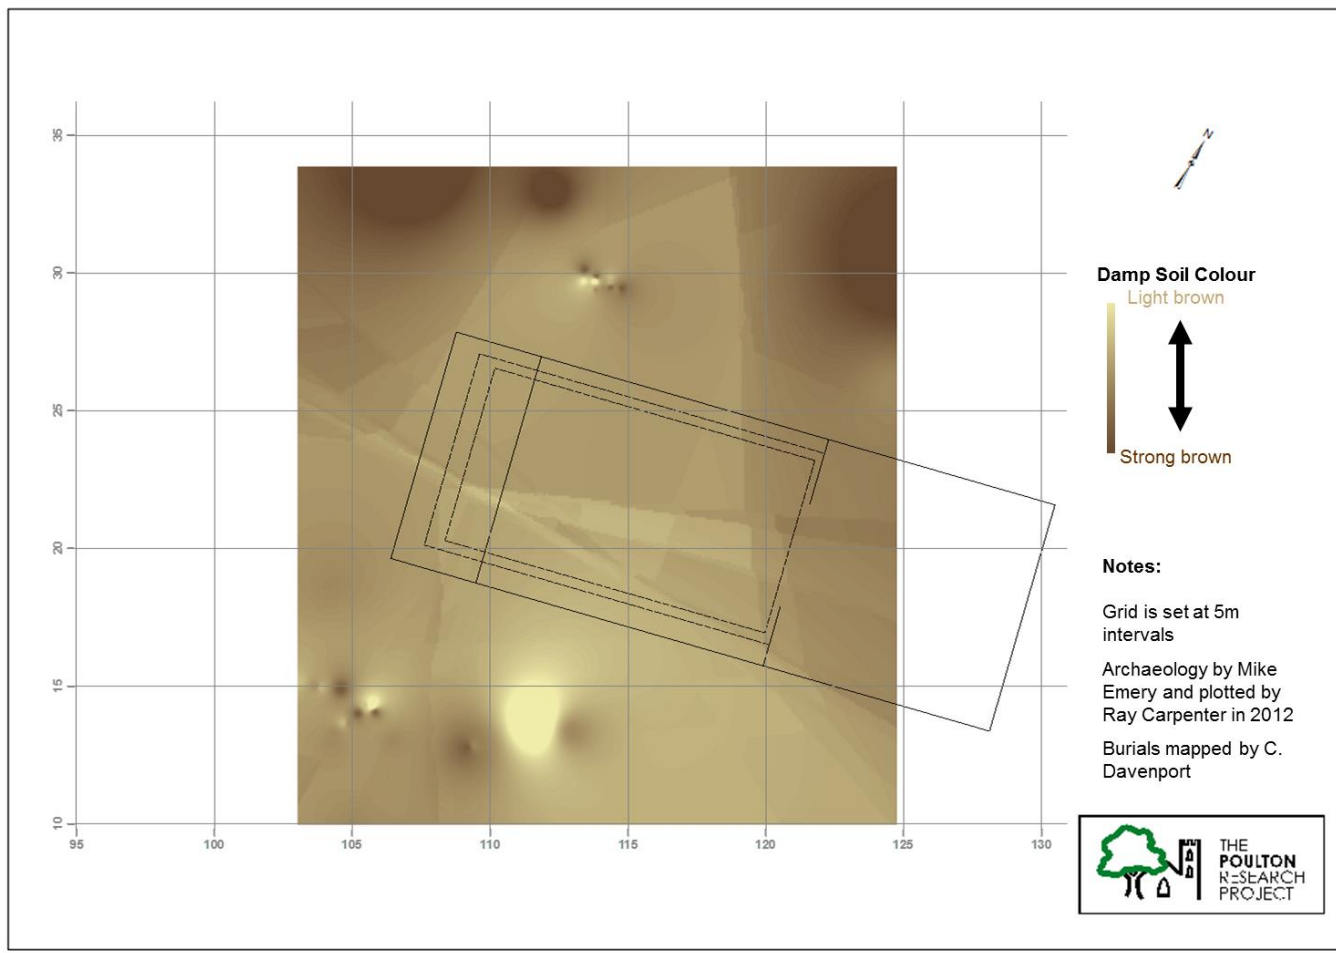 N
35
30
25
20
15
10
95 100 105 110 115 120 125 130
Damp Soil Colour
Light brown
Strong brown
Notes:
Grid is set at 5m
intervals
Archaeology by Mike
Emery and plotted by
Ray Carpenter in 2012
Burials mapped by C.
Davenport
THE
POULTON
RESEARCH
PROJECT